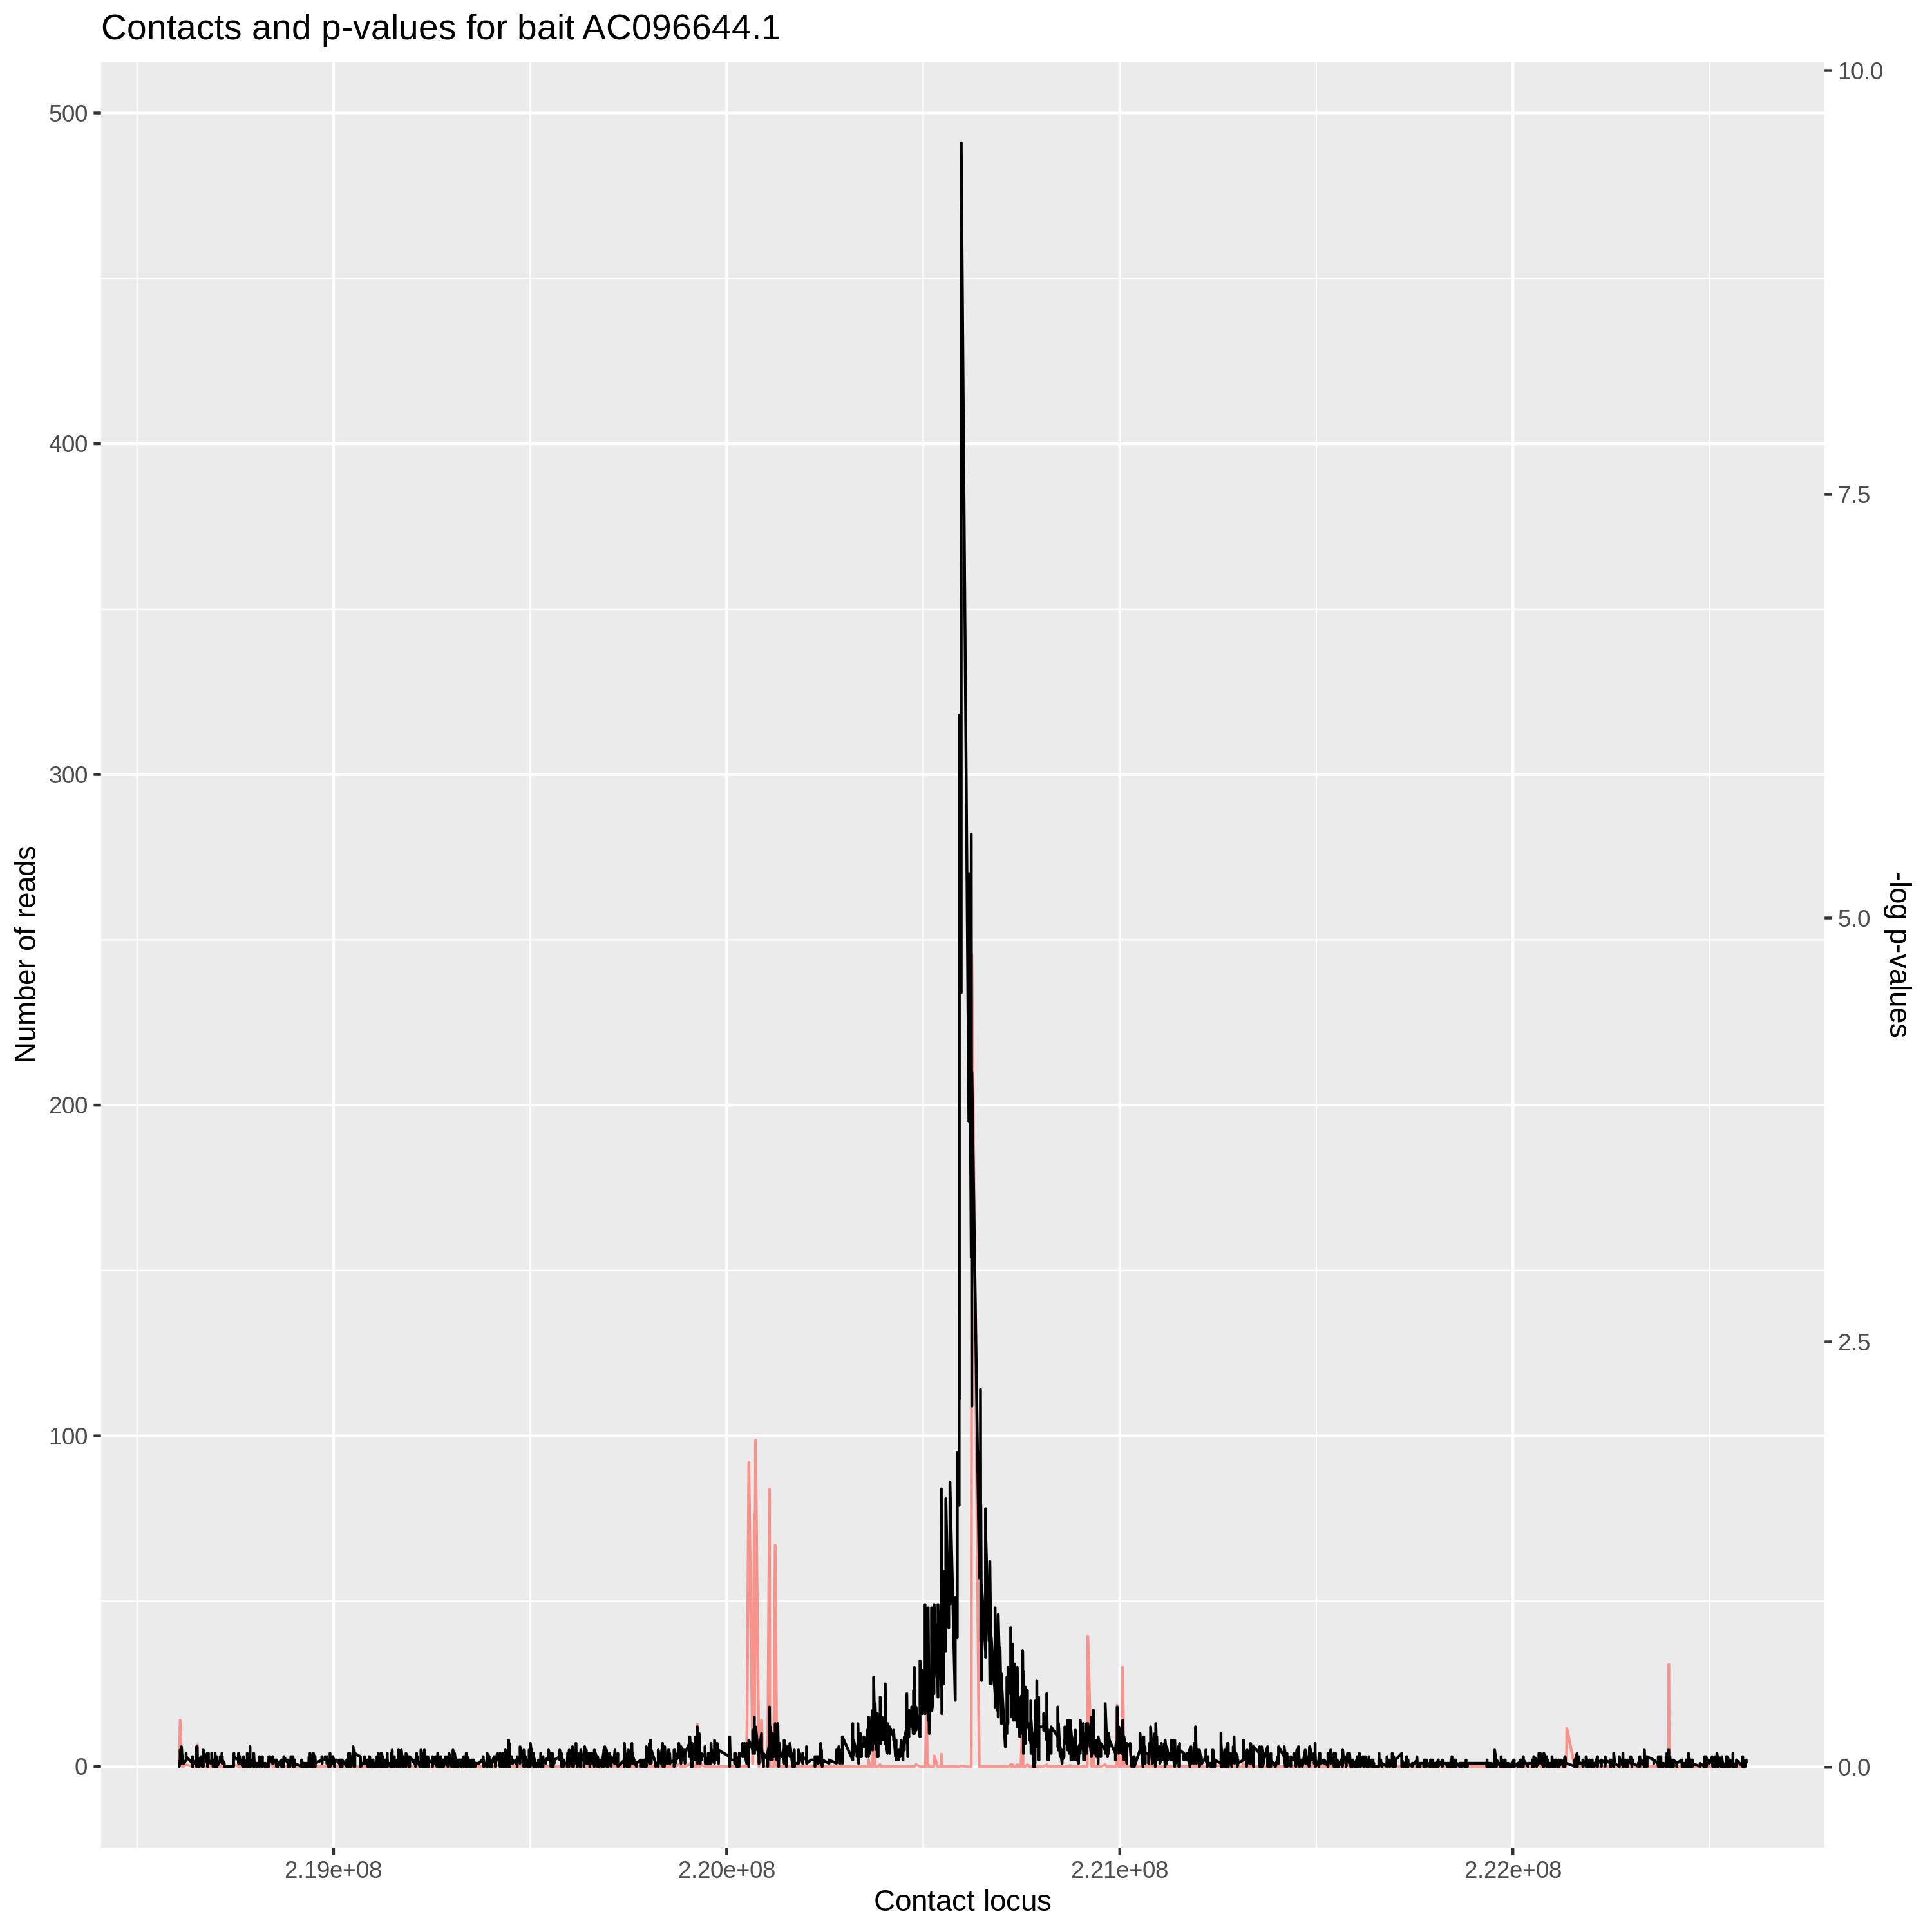 Contacts and p-values for bait AC096644.1
500
400
300
200
100
0
Number of reads
10.0
7.5
5.0
2.5
0.0
-log p-values
2.19e+08
2.20e+08
2.21e+08
2.22e+08
Contact locus